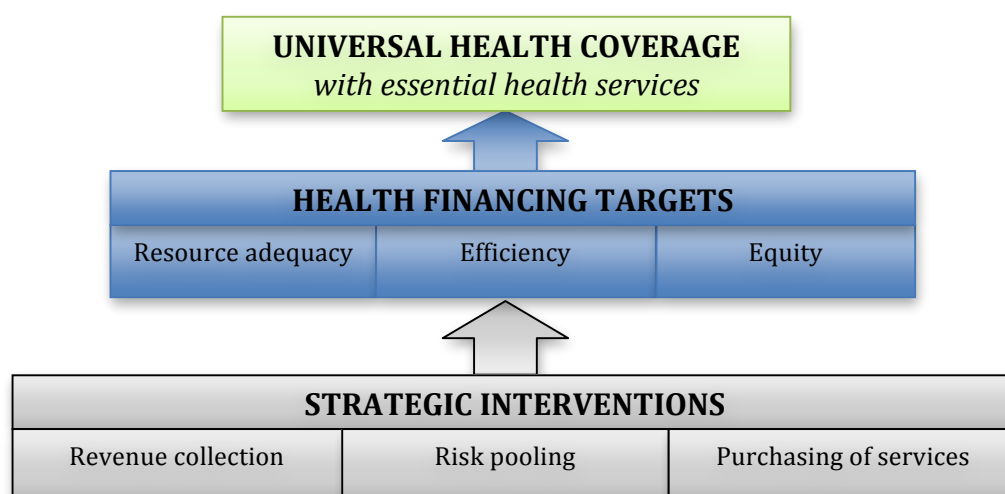 UNIVERSAL HEALTH COVERAGE
with essential health services
HEALTH FINANCING TARGETS
Resource adequacy
Efficiency
Equity
STRATEGIC INTERVENTIONS
Revenue collection
Risk pooling
Purchasing of services